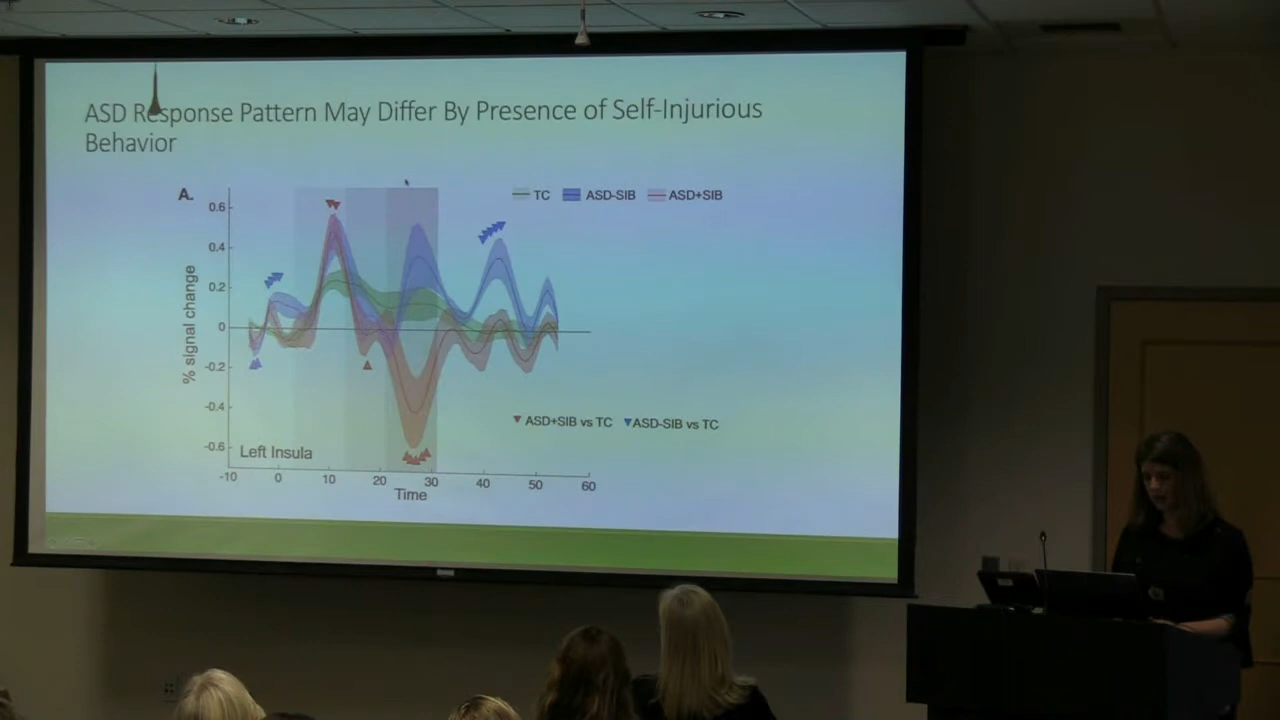 ASD Response Pattern May Differ By Presence of Self-Injurious
Behavior
A.
TC
ASD-SIB
ASD+SIB
% signal change
0.6
0.4
0.2
0
-0.2
-0.4
-0.6
Left Insula
ASD+SIB vs TC
ASD-SIB vs TC
-10 0 10 20 30 40 50 60
Time